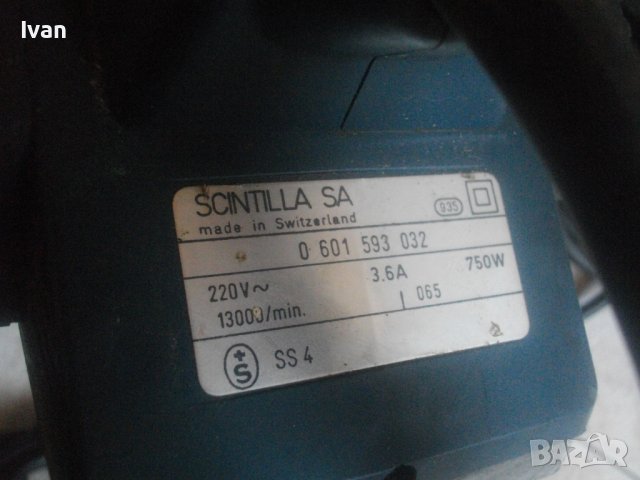 Ivan
SCINTILLA SA
made in Switzerland
035
0 601 593 032
220V~ 3.6A 750W
13000/min. 065
+S SS 4
BAZAR